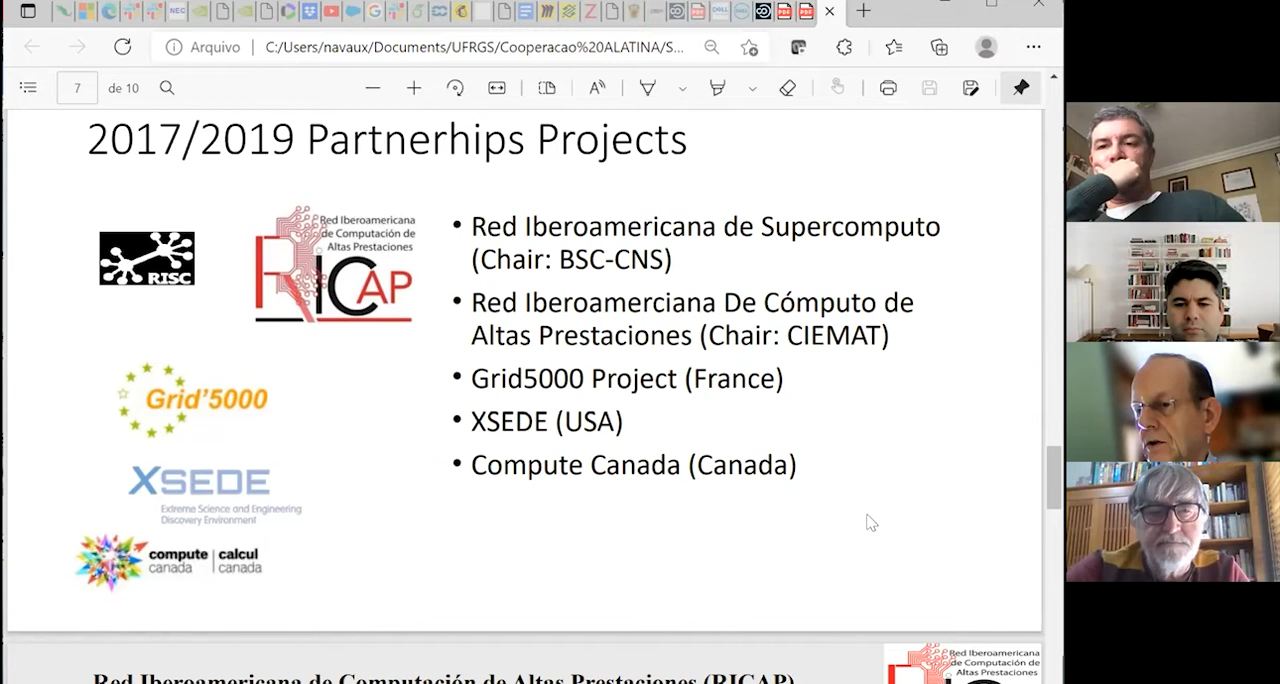 NEC
DELL
Arquivo
C:/Users/navaux/Documents/UFRGS/Cooperacao%20ALATINA/S...
7
de 10
2017/2019 Partnerhips Projects
RISC
Red Iberoamericana
de Computación de
Altas Prestaciones
RICAP
• Red Iberoamericana de Supercomputo
(Chair: BSC-CNS)
• Red Iberoamerciana De Cómputo de
Altas Prestaciones (Chair: CIEMAT)
• Grid5000 Project (France)
• XSEDE (USA)
• Compute Canada (Canada)
Grid'5000
XSEDE
Extreme Science and Engineering
Discovery Environment
compute | calcul
canada canada
Red Iberoamericana de Computación de Altas Prestaciones (RICAP)
Red Iberoamericana
de Computación de
Altas Prestaciones